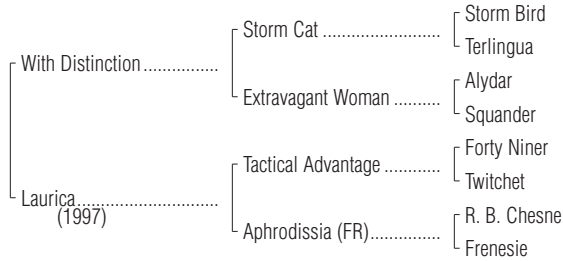 Storm Bird
Storm Cat ........................
Terlingua
With Distinction...............
Alydar
Extravagant Woman ..........
Squander
Forty Niner
Tactical Advantage ............
Twitchet
Laurica............................
(1997)
R. B. Chesne
Aphrodissia (FR)...............
Frenesie